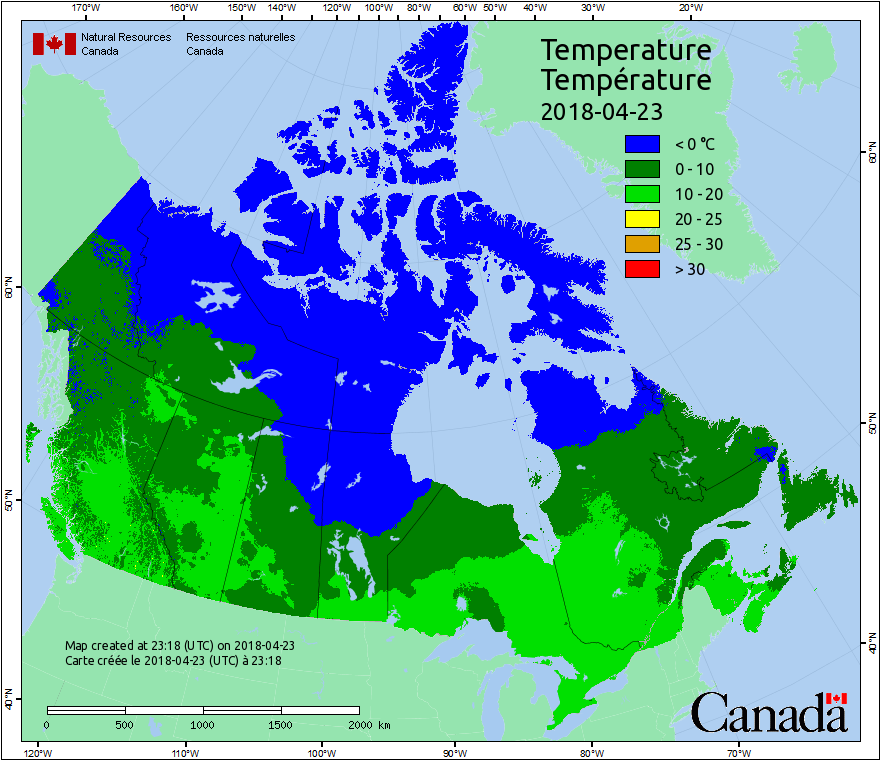 170°W 160°W 150°W 140°W 120°W 100°W 80°W 60°W 50°W 40°W 30°W 20°W
Natural Resources Ressources naturelles
Canada Canada
Temperature
Température
2018-04-23
< 0 °C
0 - 10
10 - 20
20 - 25
25 - 30
> 30
60°N
60°N
50°N
50°N
40°N
40°N
Map created at 23:18 (UTC) on 2018-04-23
Carte créée le 2018-04-23 (UTC) à 23:18
0 500 1000 1500 2000 km
Canada
120°W 110°W 100°W 90°W 80°W 70°W